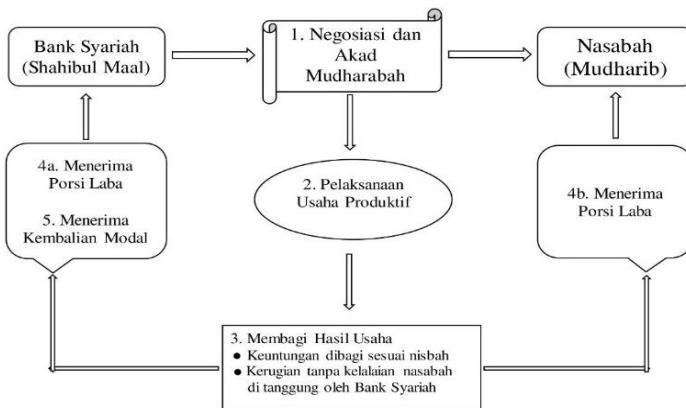 Bank Syariah
(Shahibul Maal)
1. Negosiasi dan
Akad
Mudharabah
Nasabah
(Mudharib)
4a. Menerima
Porsi Laba
5. Menerima
Kembalian Modal
2. Pelaksanaan
Usaha Produktif
4b. Menerima
Porsi Laba
3. Membagi Hasil Usaha
● Keuntungan dibagi sesuai nisbah
● Kerugian tanpa kelalaian nasabah
di tanggung oleh Bank Syariah